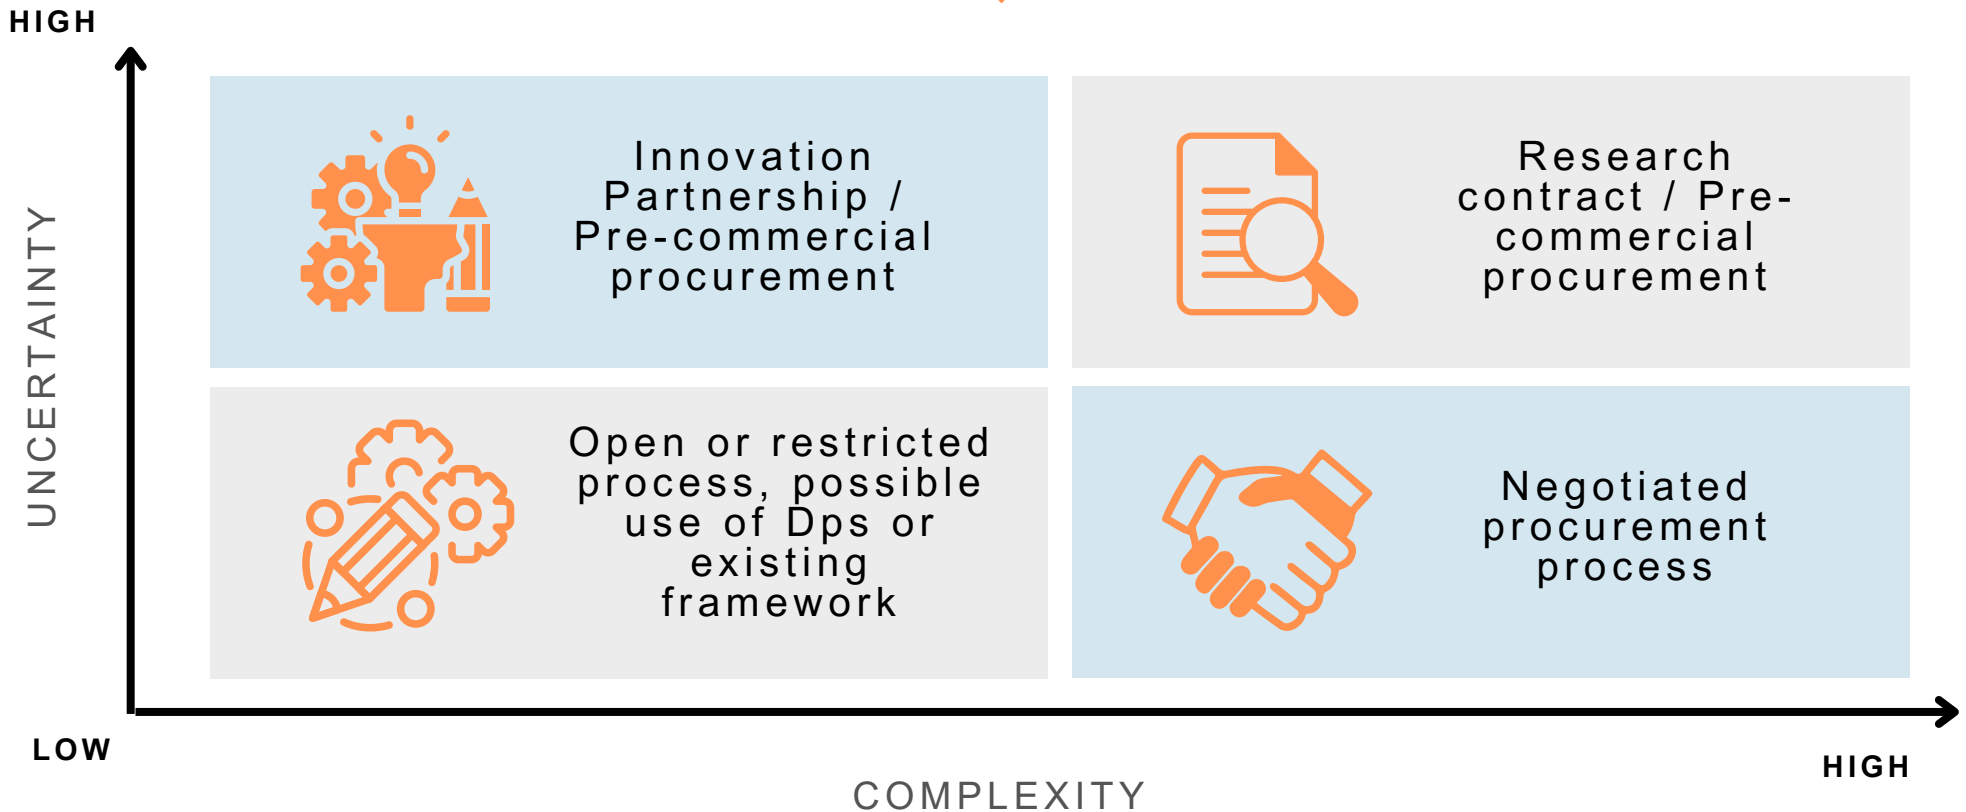 HIGH
UNCERTAINTY
Innovation
Partnership /
Pre-commercial
procurement
Research
contract / Pre-
commercial
procurement
Open or restricted
process, possible
use of Dps or
existing
framework
Negotiated
procurement
process
LOW
HIGH
COMPLEXITY